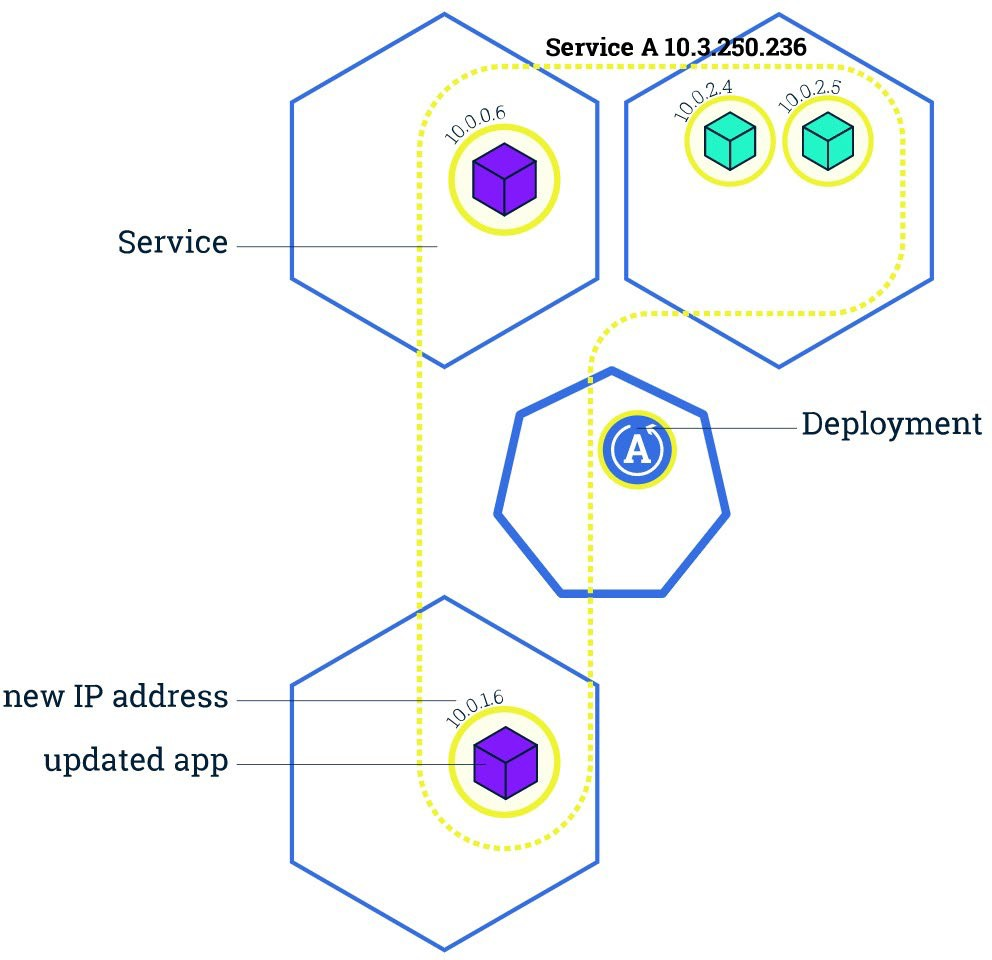 Service A 10.3.250.236
10.0.2.4
10.0.2.5
10.0.0.6
Service
Deployment
A
new IP address
10.0.1.6
updated app